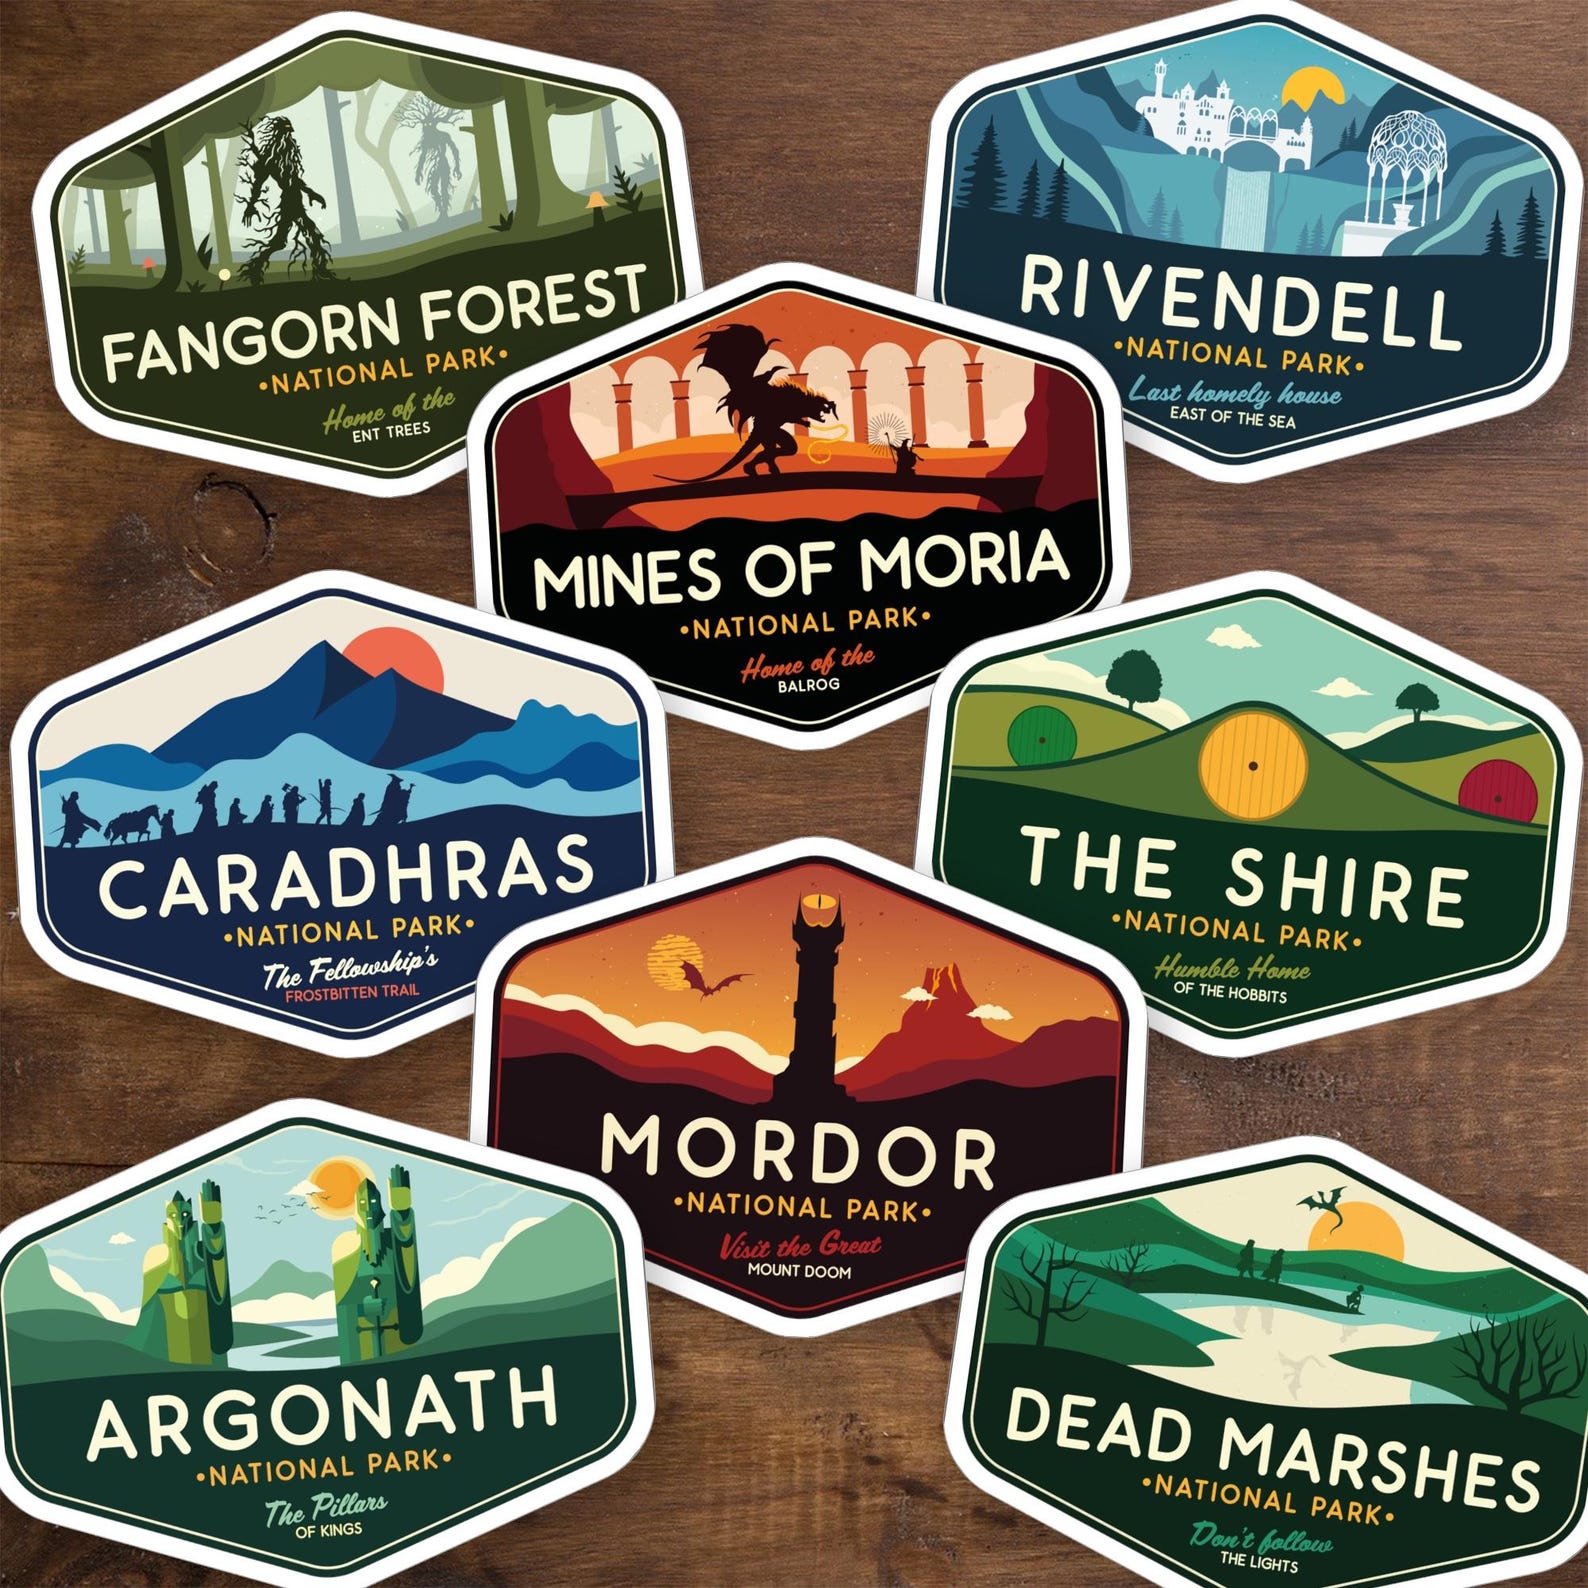 FANGORN FOREST
•NATIONAL PARK•
Home of the
ENT TREES
RIVENDELL
•NATIONAL PARK•
Last homely house
EAST OF THE SEA
MINES OF MORIA
•NATIONAL PARK•
Home of the
BALROG
CARADHRAS
•NATIONAL PARK•
The Fellowship's
FROSTBITTEN TRAIL
THE SHIRE
•NATIONAL PARK•
Humble Home
OF THE HOBBITS
MORDOR
•NATIONAL PARK•
Visit the Great
MOUNT DOOM
ARGONATH
•NATIONAL PARK•
The Pillars
OF KINGS
DEAD MARSHES
•NATIONAL PARK•
Don't follow
THE LIGHTS